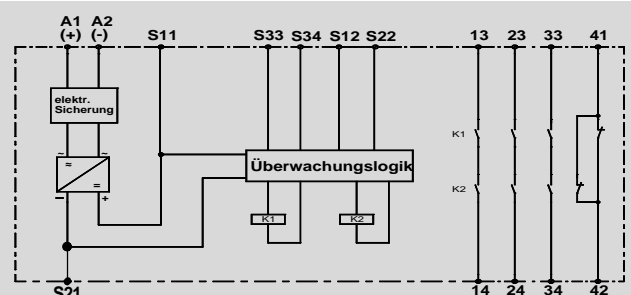 A1 A2
(+) (-) S11 S33 S34 S12 S22 13 23 33 41
elektr.
Sicherung
~ ~
≈
=
− +
Überwachungslogik
K1
K2
K1 K2
S21 14 24 34 42